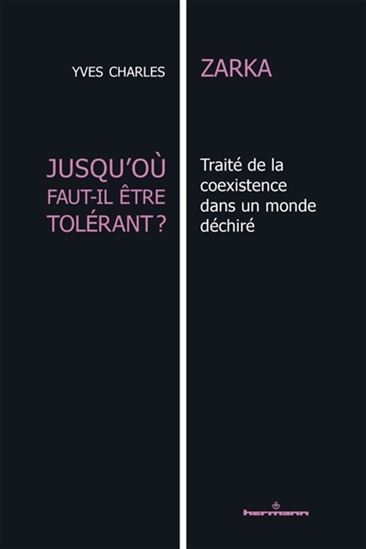 YVES CHARLES ZARKA
JUSQU'OÙ
FAUT-IL ÊTRE
TOLÉRANT ?
Traité de la
coexistence
dans un monde
déchiré
hermann